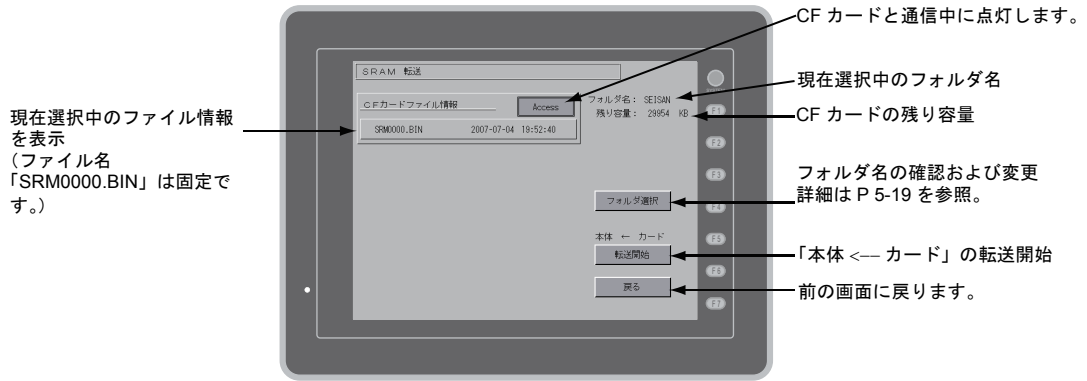 CF カードと通信中に点灯します。
SRAM 転送
現在選択中のフォルダ名
CFカードファイル情報
Access
フォルダ名: SEISAN
残り容量: 29954 KB
F1
CF カードの残り容量
現在選択中のファイル情報
を表示
(ファイル名
「SRM0000.BIN」は固定で
す。)
SRM0000.BIN 2007-07-04 19:52:40
F2
F3
フォルダ名の確認および変更
詳細は P 5-19 を参照。
フォルダ選択
F4
本体 ← カード
F5
転送開始
「本体 <–– カード」の転送開始
F6
戻る
前の画面に戻ります。
F7